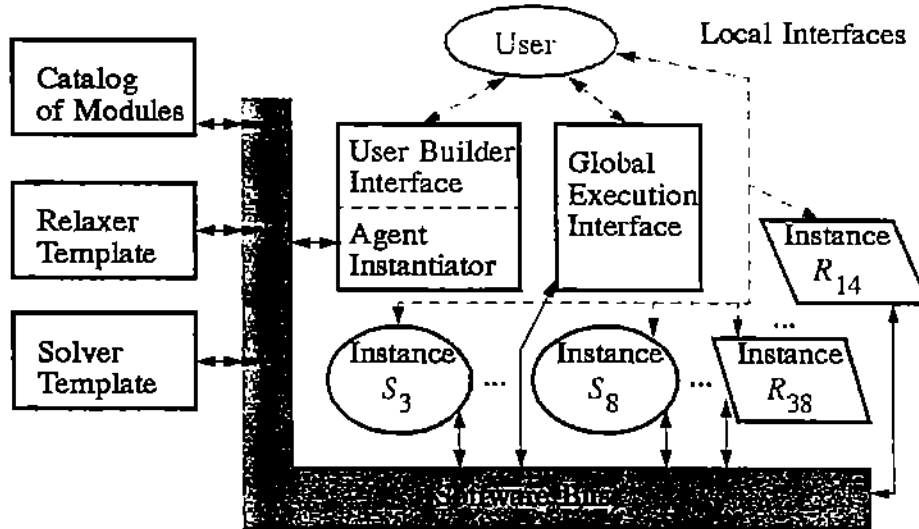 User
Local Interfaces
Catalog
of Modules
User Builder
Interface
Global
Execution
Interface
Relaxer
Template
Agent
Instantiator
Instance
R14
Solver
Template
Instance
S3
...
Instance
S8
...
Instance
R38
...
Software Bus